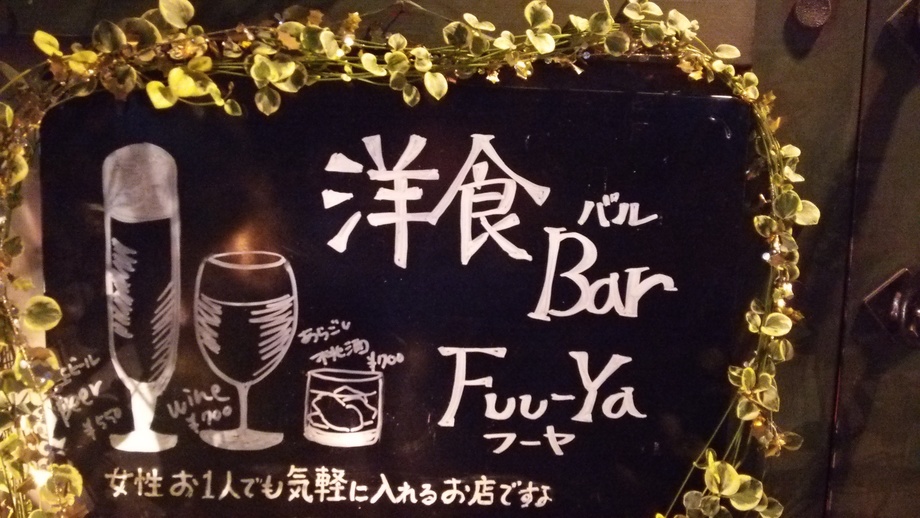 洋食
バル
Bar
Fuu-Ya
フーヤ
生ビール
Beer
¥550
wine
¥700
あらごし
¥700
女性お1人でも気軽に入れるお店ですよ